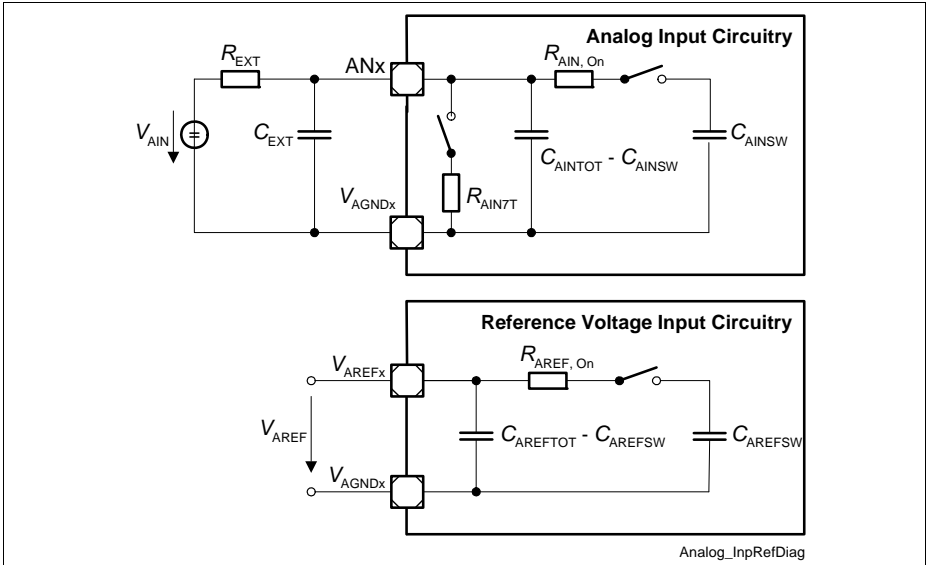 Analog Input Circuitry
R_EXT
ANx
R_AIN, On
V_AIN
C_EXT
C_AINTOT - C_AINSW
C_AINSW
V_AGNDx
R_AIN7T
Reference Voltage Input Circuitry
V_AREFx
R_AREF, On
V_AREF
C_AREFTOT - C_AREFSW
C_AREFSW
V_AGNDx
Analog_InpRefDiag